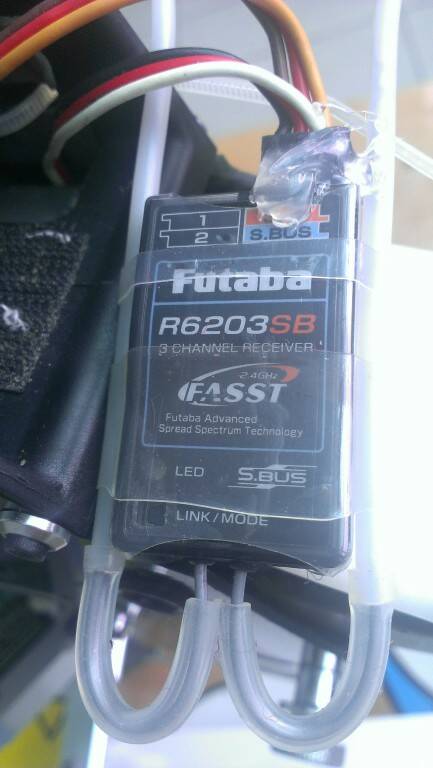 1
2 S.BUS
Futaba
R6203SB
3 CHANNEL RECEIVER
2.4GHz
FASST
Futaba Advanced
Spread Spectrum Technology
LED S.BUS
LINK / MODE